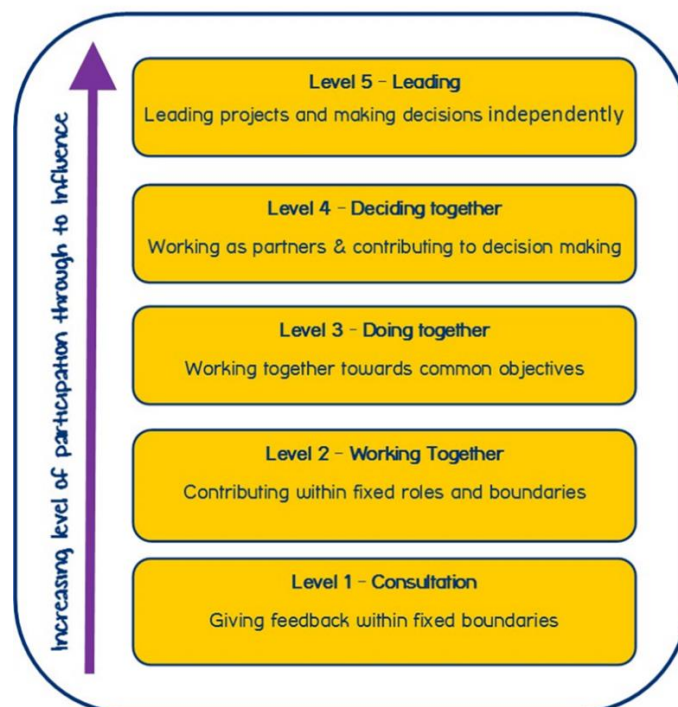 Increasing level of participation through to Influence
Level 5 - Leading
Leading projects and making decisions independently
Level 4 - Deciding together
Working as partners & contributing to decision making
Level 3 - Doing together
Working together towards common objectives
Level 2 - Working Together
Contributing within fixed roles and boundaries
Level 1 - Consultation
Giving feedback within fixed boundaries